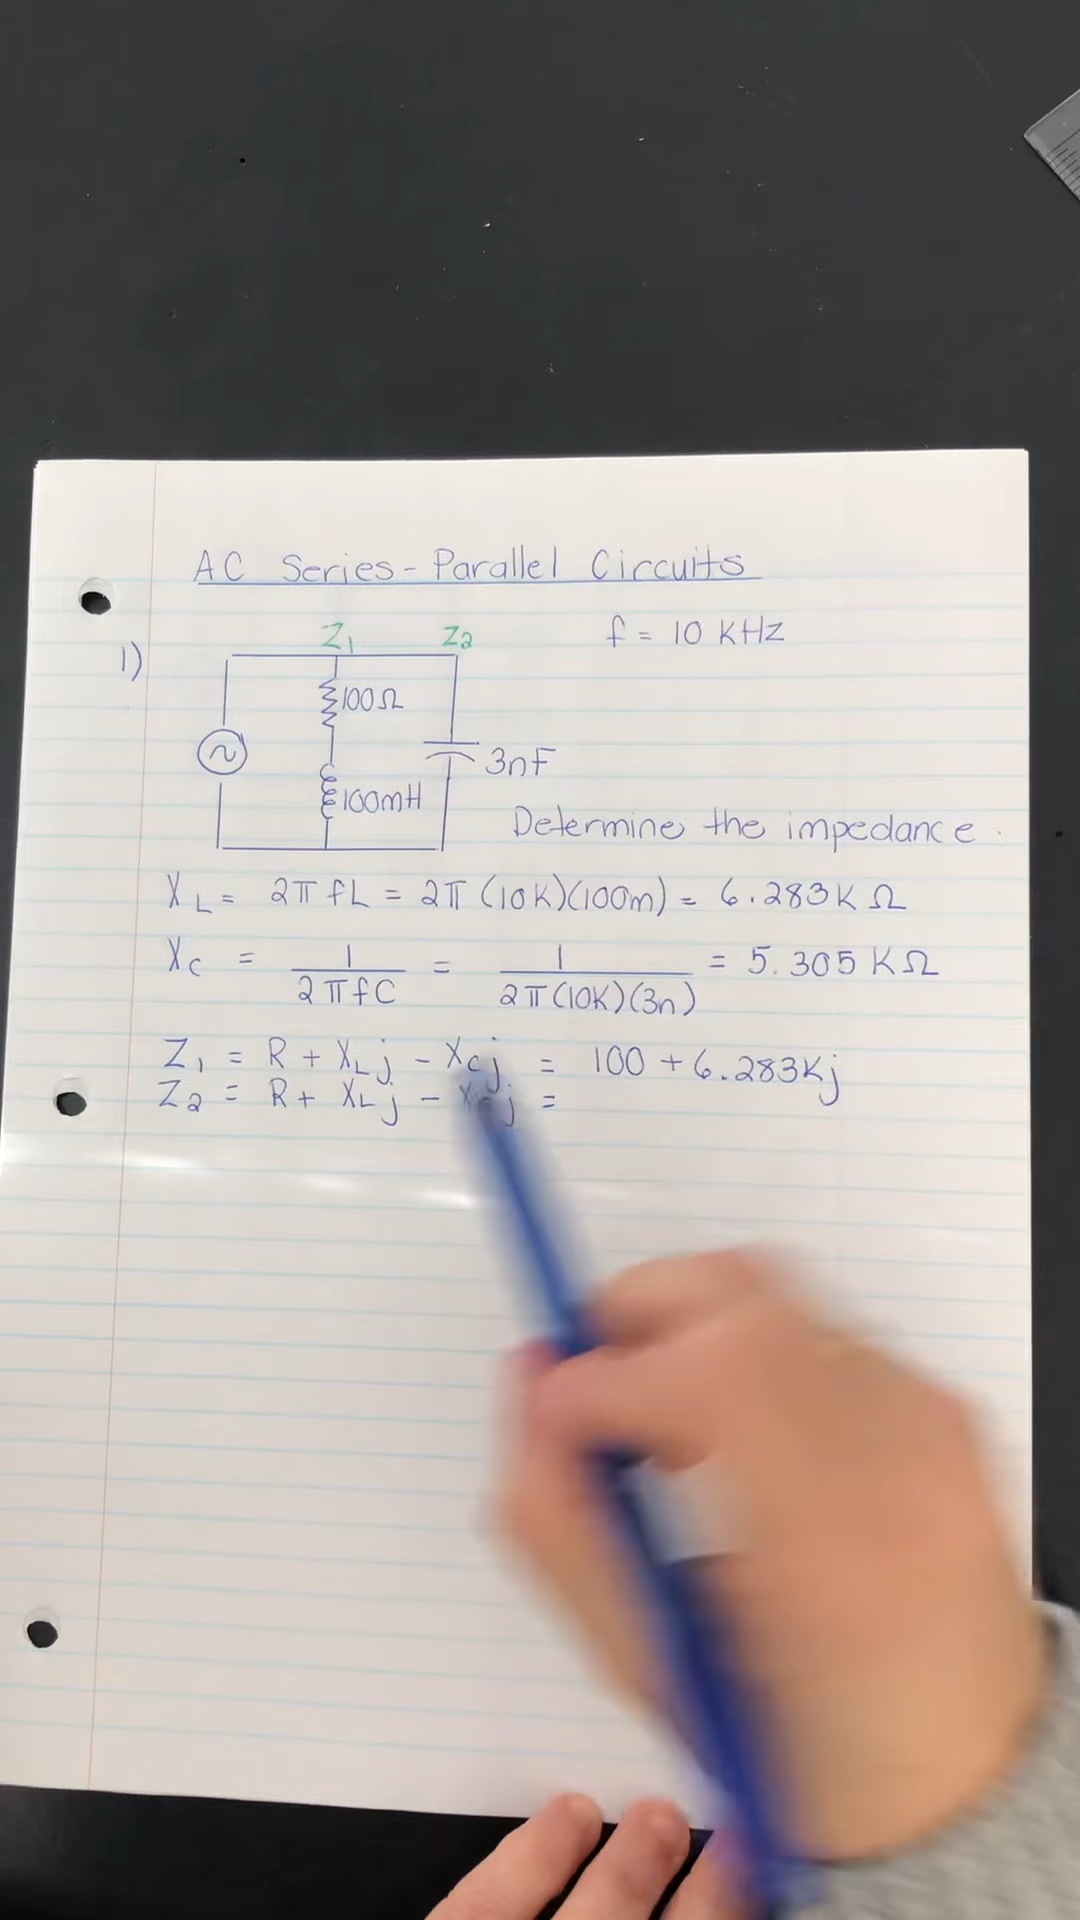 AC Series-Parallel Circuits
Z1 Z2 f = 10 KHz
1)
100Ω
3nF
100mH
Determine the impedance.
XL = 2πfL = 2π(10K)(100m) = 6.283KΩ
XC = 1/2πfC = 1/2π(10K)(3n) = 5.305KΩ
Z1 = R + XLj - XCj = 100 + 6.283Kj
Z2 = R + XLj - XCj =